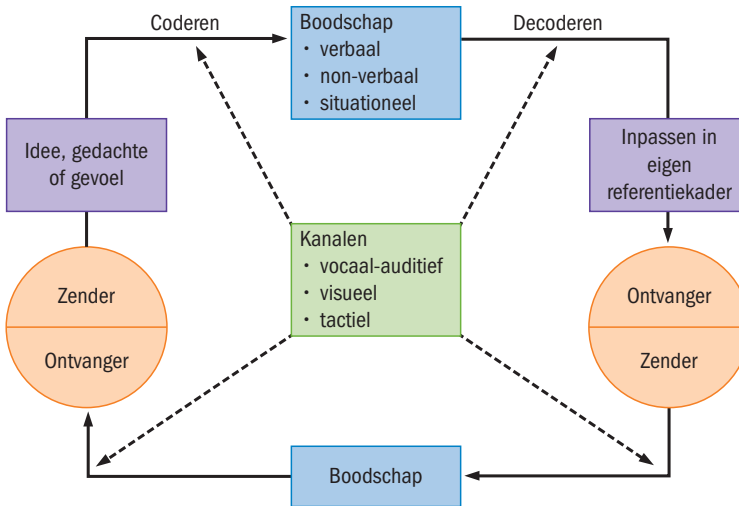 Coderen
Boodschap
· verbaal
· non-verbaal
· situationeel
Decoderen
Idee, gedachte
of gevoel
Inpassen in
eigen
referentiekader
Kanalen
· vocaal-auditief
· visueel
· tactiel
Zender
Ontvanger
Ontvanger
Zender
Boodschap